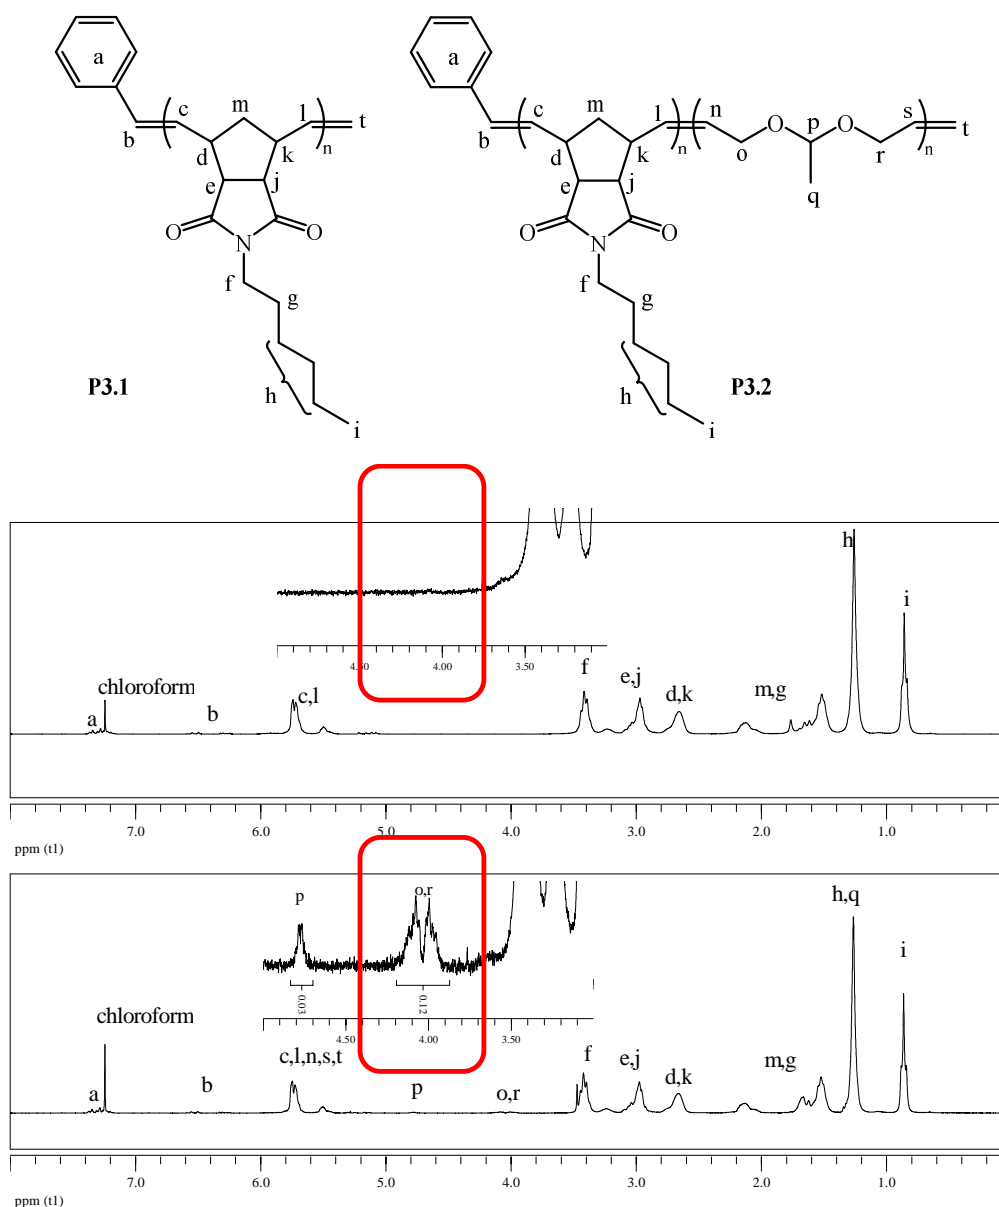 a
b
c
m
l
t
n
d
k
e
j
O
O
N
f
g
h
i
P3.1
a
b
c
m
l
n
n
O
p
O
s
t
n
o
q
r
d
k
e
j
O
O
N
f
g
h
i
P3.2
4.50 4.00 3.50
chloroform
a
b
c,l
f
e,j
d,k
m,g
h
i
7.0 6.0 5.0 4.0 3.0 2.0 1.0
ppm (t1)
p
o,r
0.03
0.12
4.50 4.00 3.50
chloroform
a
b
c,l,n,s,t
p
o,r
f
e,j
d,k
m,g
h,q
i
7.0 6.0 5.0 4.0 3.0 2.0 1.0
ppm (t1)